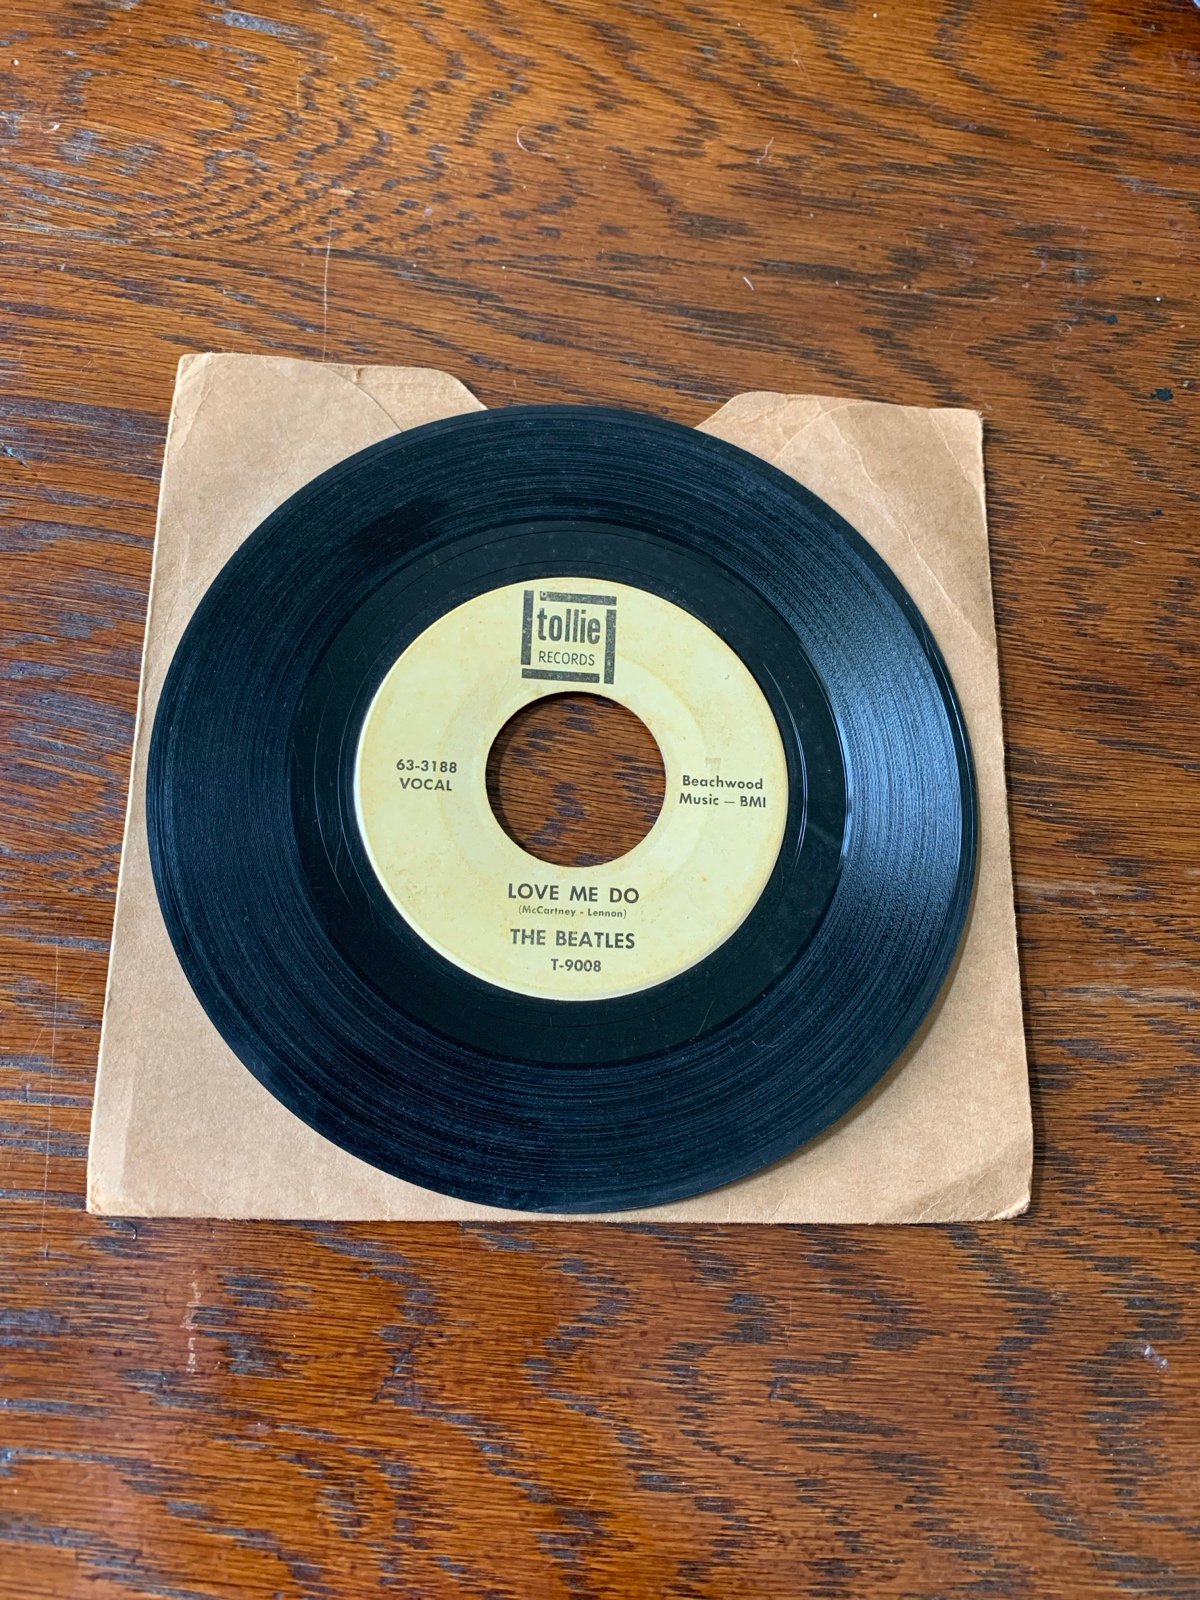 tollie
RECORDS
63-3188
VOCAL
Beachwood
Music — BMI
LOVE ME DO
(McCartney - Lennon)
THE BEATLES
T-9008